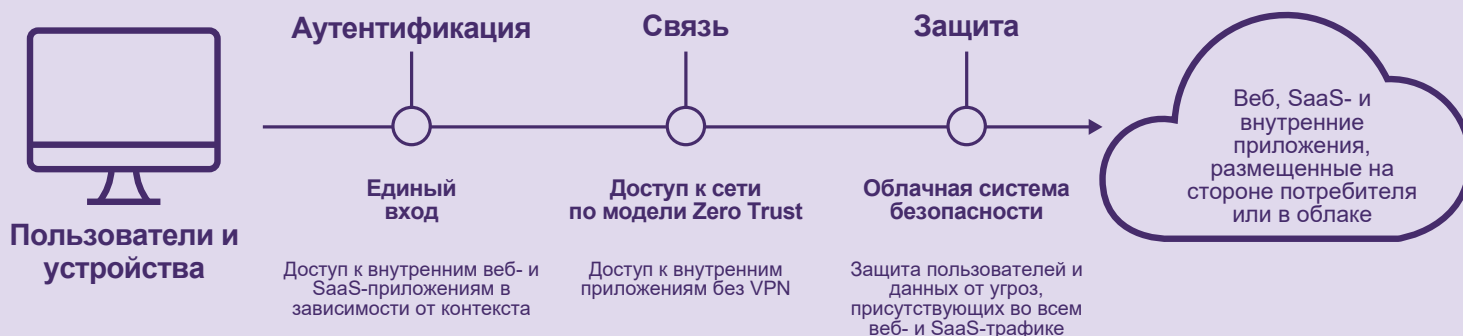 Аутентификация
Связь
Защита
Пользователи и
устройства
Единый
вход
Доступ к внутренним веб- и
SaaS-приложениям в
зависимости от контекста
Доступ к сети
по модели Zero Trust
Доступ к внутренним
приложениям без VPN
Облачная система
безопасности
Защита пользователей и
данных от угроз,
присутствующих во всем
веб- и SaaS-трафике
Веб, SaaS- и
внутренние
приложения,
размещенные на
стороне потребителя
или в облаке